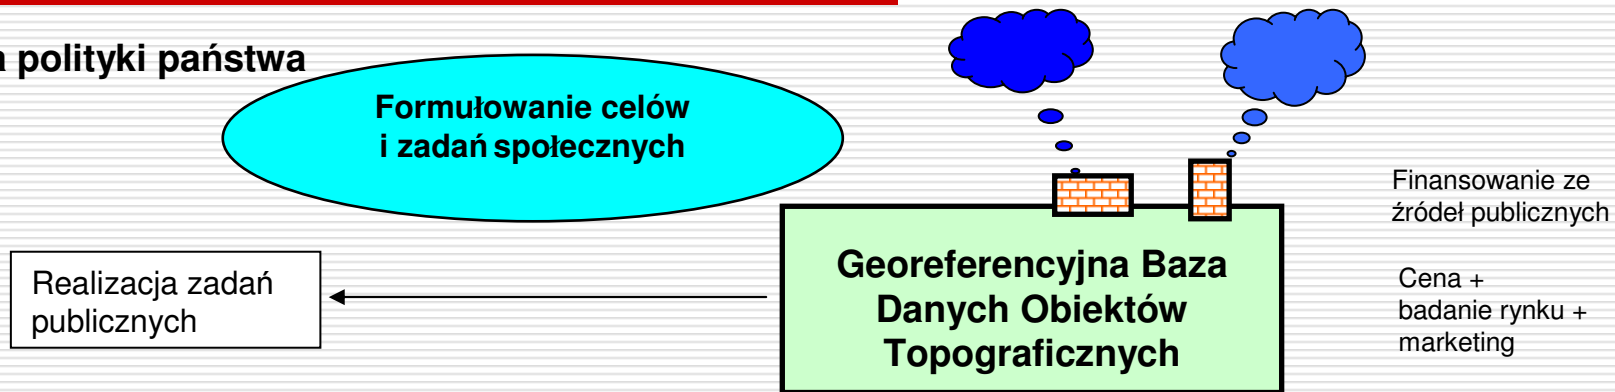 polityki państwa
Formułowanie celów
i zadań społecznych
Finansowanie ze
źródeł publicznych
Georeferencyjna Baza
Danych Obiektów
Topograficznych
Realizacja zadań
publicznych
Cena +
badanie rynku +
marketing